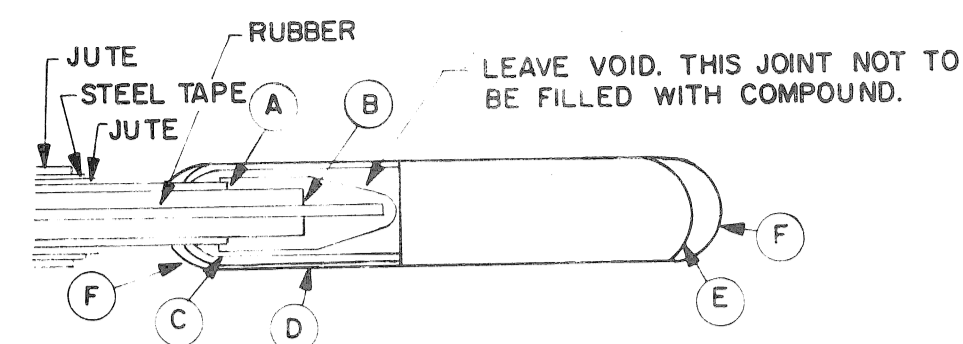 RUBBER
JUTE
STEEL TAPE
JUTE
A
B
LEAVE VOID. THIS JOINT NOT TO
BE FILLED WITH COMPOUND.
F
C
D
E
F